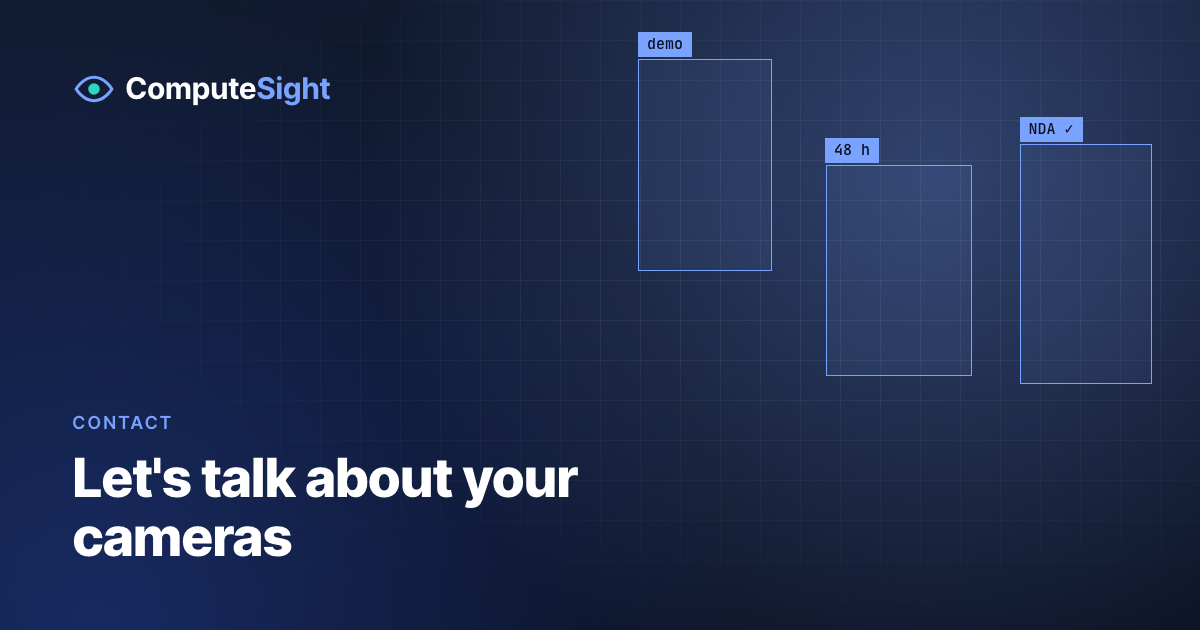 ComputeSight
demo
48 h
NDA ✓
CONTACT
Let's talk about your
cameras